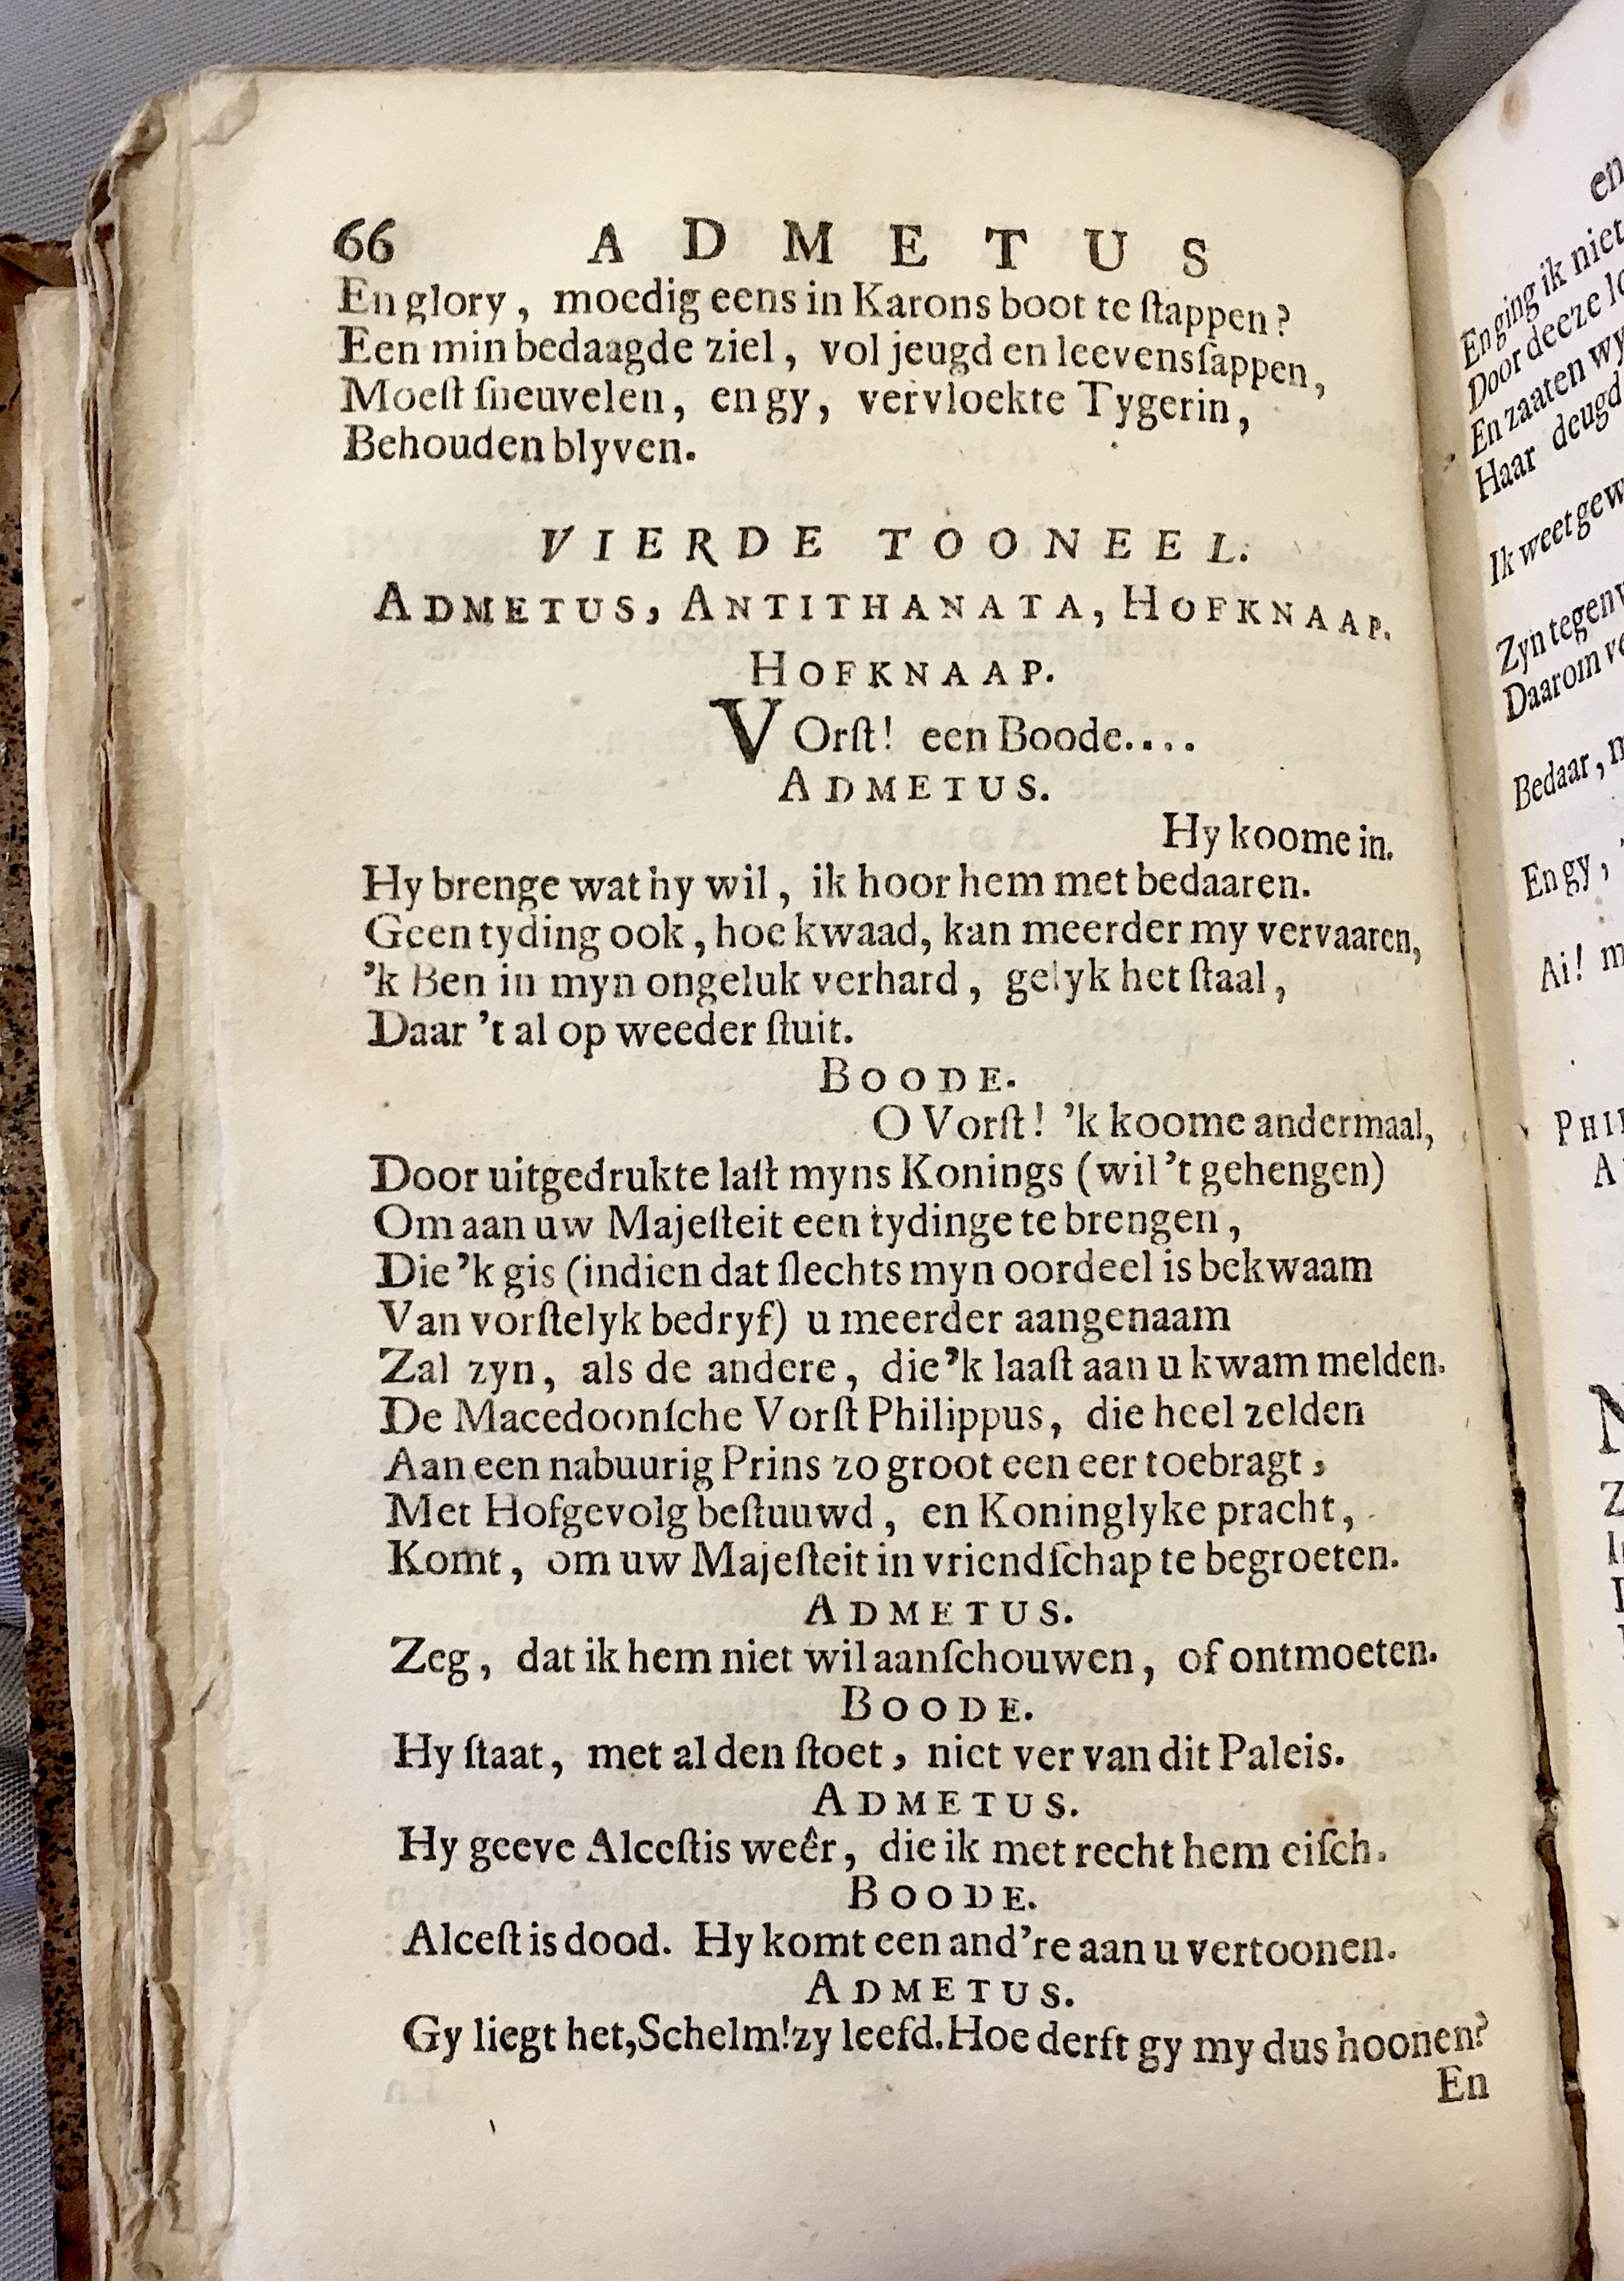 66 ADMETUS
En glory, moedig eens in Karons boot te ſtappen?
Een min bedaagde ziel, vol jeugd en leevensſappen,
Moeſt ſneuvelen, en gy, vervloekte Tygerin,
Behouden blyven.
VIERDE TOONEEL.
ADMETUS, ANTITHANATA, HOFKNAAP.
HOFKNAAP.
VOrſt! een Boode....
ADMETUS.
Hy koome in.
Hy brenge wat hy wil, ik hoor hem met bedaaren.
Geen tyding ook, hoe kwaad, kan meerder my vervaaren,
'k Ben in myn ongeluk verhard, gelyk het ſtaal,
Daar 't al op weeder ſtuit.
BOODE.
O Vorſt! 'k koome andermaal,
Door uitgedrukte laſt myns Konings (wil 't gehengen)
Om aan uw Majeſteit een tydinge te brengen,
Die 'k gis (indien dat ſlechts myn oordeel is bekwaam
Van vorſtelyk bedryf) u meerder aangenaam
Zal zyn, als de andere, die 'k laaſt aan u kwam melden.
De Macedoonſche Vorſt Philippus, die heel zelden
Aan een nabuurig Prins zo groot een eer toebragt,
Met Hofgevolg beſtuuwd, en Koninglyke pracht,
Komt, om uw Majeſteit in vriendſchap te begroeten.
ADMETUS.
Zeg, dat ik hem niet wil aanſchouwen, of ontmoeten.
BOODE.
Hy ſtaat, met al den ſtoet, niet ver van dit Paleis.
ADMETUS.
Hy geeve Alceſtis weêr, die ik met recht hem eiſch.
BOODE.
Alceſt is dood. Hy komt een and're aan u vertoonen.
ADMETUS.
Gy liegt het, Schelm! zy leefd. Hoe derft gy my dus hoonen?
En
en
En ging ik niet
Door deeze
En zaaten
Haar deugd
Ik weet
Zyn
Daarom
Bedaar,
En gy,
Ai!